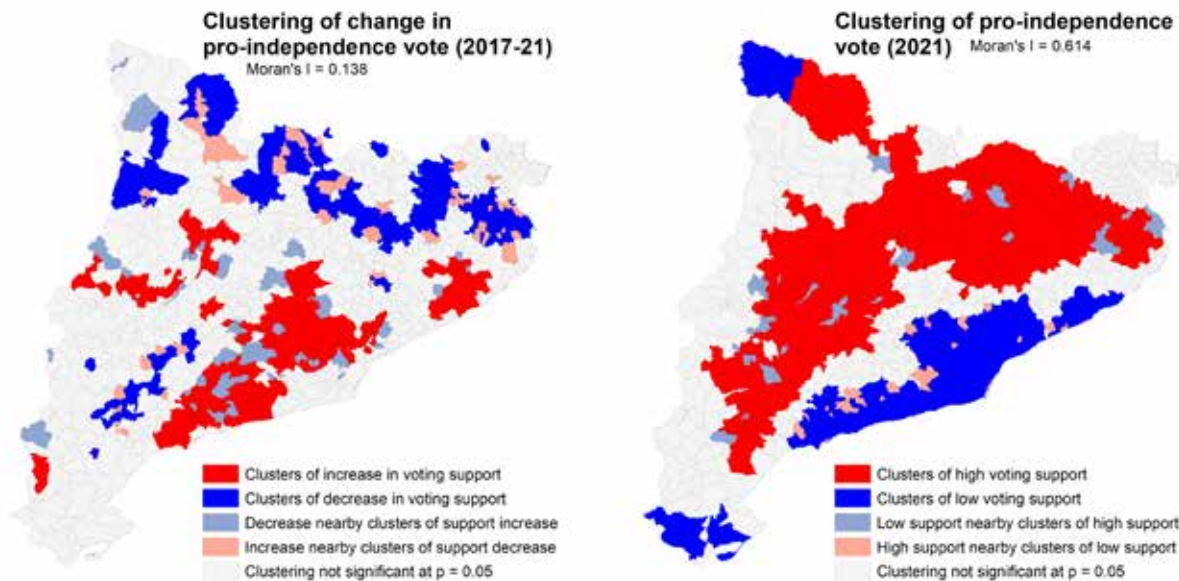 Clustering of change in
pro-independence vote (2017-21)
Moran's I = 0.138
Clusters of increase in voting support
Clusters of decrease in voting support
Decrease nearby clusters of support increase
Increase nearby clusters of support decrease
Clustering not significant at p = 0.05
Clustering of pro-independence
vote (2021) Moran's I = 0.614
Clusters of high voting support
Clusters of low voting support
Low support nearby clusters of high support
High support nearby clusters of low support
Clustering not significant at p = 0.05